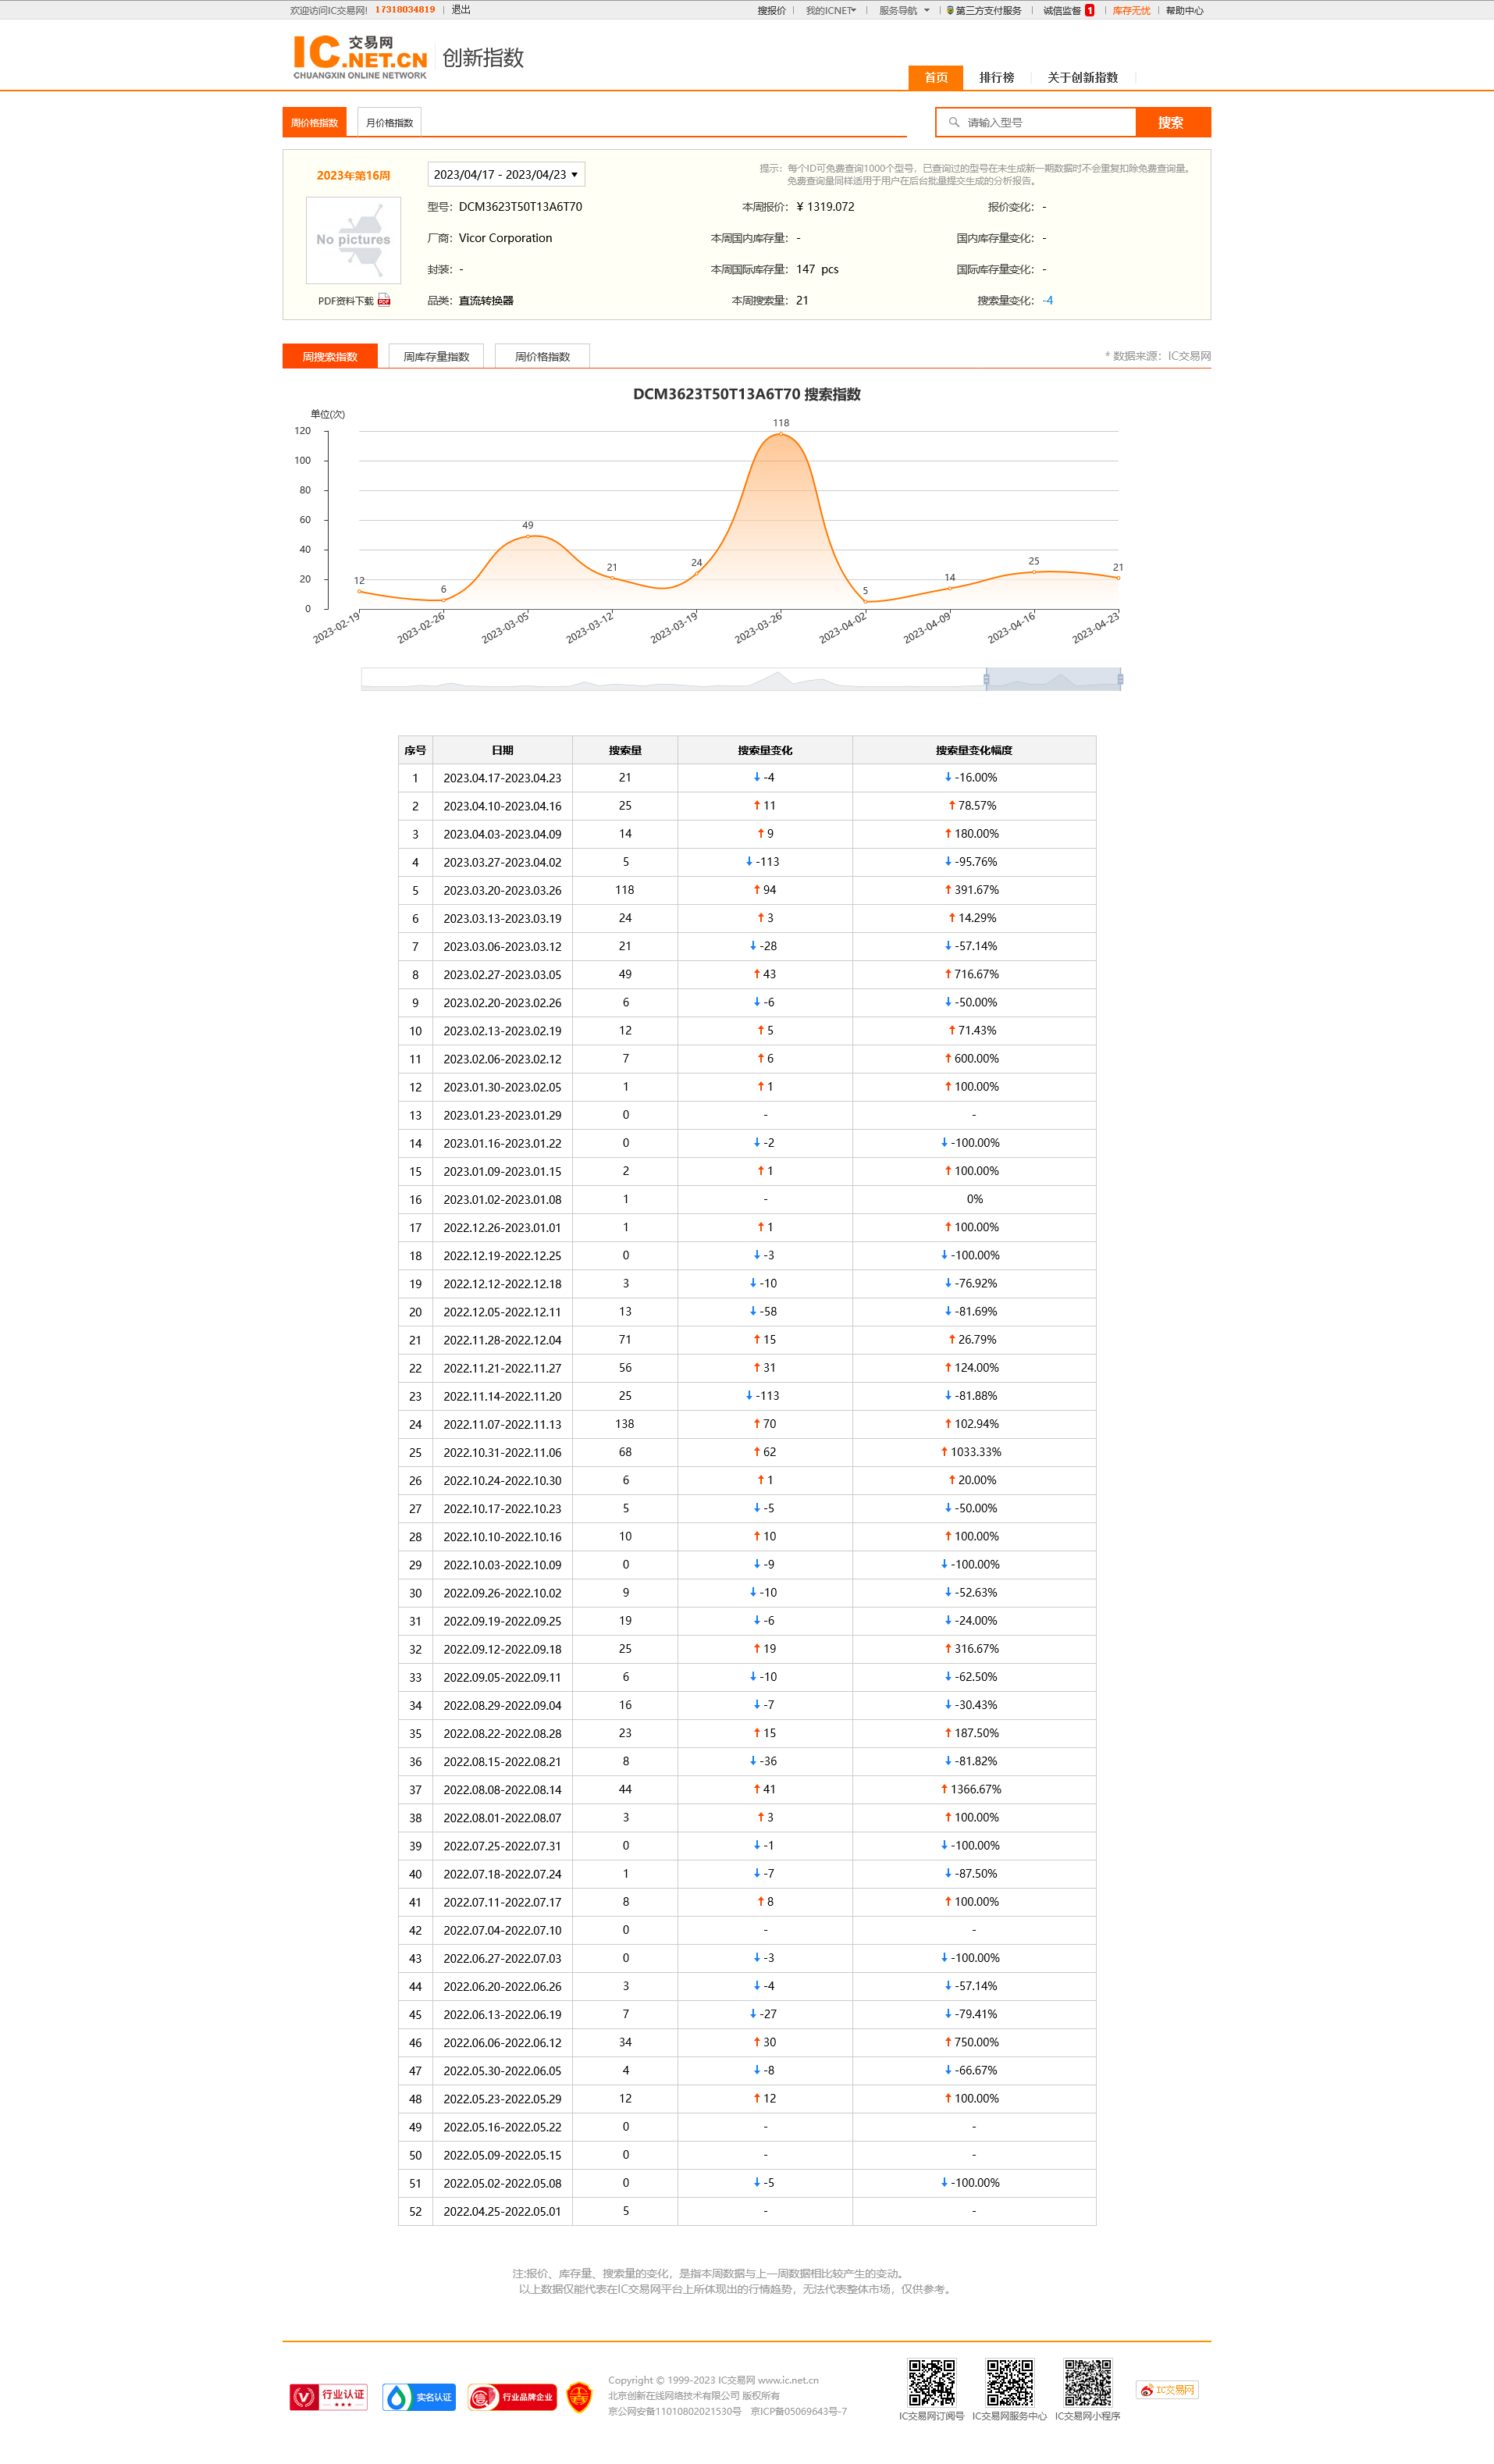 欢迎访问IC交易网! 17318034819 | 退出 搜报价 | 我的ICNET | 服务导航 | 第三方支付服务 | 诚信监督 1 | 库存无忧 | 帮助中心
IC 交易网 .NET.CN 创新指数
CHUANGXIN ONLINE NETWORK
首页 排行榜 关于创新指数
周价格指数 月价格指数 请输入型号 搜索
2023年第16周 2023/04/17 - 2023/04/23 提示：每个ID可免费查询1000个型号，已查询过的型号在未生成新一期数据时不会重复扣除免费查询量。
免费查询量同样适用于用户在后台批量提交生成的分析报告。
型号：DCM3623T50T13A6T70 本周报价：¥ 1319.072 报价变化：-
No pictures
厂商：Vicor Corporation 本周国内库存量：- 国内库存量变化：-
封装：- 本周国际库存量：147 pcs 国际库存量变化：-
PDF资料下载 PDF 品类：直流转换器 本周搜索量：21 搜索量变化：-4
周搜索指数 周库存量指数 周价格指数 * 数据来源：IC交易网
DCM3623T50T13A6T70 搜索指数
单位(次)
120
100
80
60
40
20
0
12 6 49 21 24 118 5 14 25 21
2023-02-19 2023-02-26 2023-03-05 2023-03-12 2023-03-19 2023-03-26 2023-04-02 2023-04-09 2023-04-16 2023-04-23
序号 日期 搜索量 搜索量变化 搜索量变化幅度
1 2023.04.17-2023.04.23 21 ↓ -4 ↓ -16.00%
2 2023.04.10-2023.04.16 25 ↑ 11 ↑ 78.57%
3 2023.04.03-2023.04.09 14 ↑ 9 ↑ 180.00%
4 2023.03.27-2023.04.02 5 ↓ -113 ↓ -95.76%
5 2023.03.20-2023.03.26 118 ↑ 94 ↑ 391.67%
6 2023.03.13-2023.03.19 24 ↑ 3 ↑ 14.29%
7 2023.03.06-2023.03.12 21 ↓ -28 ↓ -57.14%
8 2023.02.27-2023.03.05 49 ↑ 43 ↑ 716.67%
9 2023.02.20-2023.02.26 6 ↓ -6 ↓ -50.00%
10 2023.02.13-2023.02.19 12 ↑ 5 ↑ 71.43%
11 2023.02.06-2023.02.12 7 ↑ 6 ↑ 600.00%
12 2023.01.30-2023.02.05 1 ↑ 1 ↑ 100.00%
13 2023.01.23-2023.01.29 0 - -
14 2023.01.16-2023.01.22 0 ↓ -2 ↓ -100.00%
15 2023.01.09-2023.01.15 2 ↑ 1 ↑ 100.00%
16 2023.01.02-2023.01.08 1 - 0%
17 2022.12.26-2023.01.01 1 ↑ 1 ↑ 100.00%
18 2022.12.19-2022.12.25 0 ↓ -3 ↓ -100.00%
19 2022.12.12-2022.12.18 3 ↓ -10 ↓ -76.92%
20 2022.12.05-2022.12.11 13 ↓ -58 ↓ -81.69%
21 2022.11.28-2022.12.04 71 ↑ 15 ↑ 26.79%
22 2022.11.21-2022.11.27 56 ↑ 31 ↑ 124.00%
23 2022.11.14-2022.11.20 25 ↓ -113 ↓ -81.88%
24 2022.11.07-2022.11.13 138 ↑ 70 ↑ 102.94%
25 2022.10.31-2022.11.06 68 ↑ 62 ↑ 1033.33%
26 2022.10.24-2022.10.30 6 ↑ 1 ↑ 20.00%
27 2022.10.17-2022.10.23 5 ↓ -5 ↓ -50.00%
28 2022.10.10-2022.10.16 10 ↑ 10 ↑ 100.00%
29 2022.10.03-2022.10.09 0 ↓ -9 ↓ -100.00%
30 2022.09.26-2022.10.02 9 ↓ -10 ↓ -52.63%
31 2022.09.19-2022.09.25 19 ↓ -6 ↓ -24.00%
32 2022.09.12-2022.09.18 25 ↑ 19 ↑ 316.67%
33 2022.09.05-2022.09.11 6 ↓ -10 ↓ -62.50%
34 2022.08.29-2022.09.04 16 ↓ -7 ↓ -30.43%
35 2022.08.22-2022.08.28 23 ↑ 15 ↑ 187.50%
36 2022.08.15-2022.08.21 8 ↓ -36 ↓ -81.82%
37 2022.08.08-2022.08.14 44 ↑ 41 ↑ 1366.67%
38 2022.08.01-2022.08.07 3 ↑ 3 ↑ 100.00%
39 2022.07.25-2022.07.31 0 ↓ -1 ↓ -100.00%
40 2022.07.18-2022.07.24 1 ↓ -7 ↓ -87.50%
41 2022.07.11-2022.07.17 8 ↑ 8 ↑ 100.00%
42 2022.07.04-2022.07.10 0 - -
43 2022.06.27-2022.07.03 0 ↓ -3 ↓ -100.00%
44 2022.06.20-2022.06.26 3 ↓ -4 ↓ -57.14%
45 2022.06.13-2022.06.19 7 ↓ -27 ↓ -79.41%
46 2022.06.06-2022.06.12 34 ↑ 30 ↑ 750.00%
47 2022.05.30-2022.06.05 4 ↓ -8 ↓ -66.67%
48 2022.05.23-2022.05.29 12 ↑ 12 ↑ 100.00%
49 2022.05.16-2022.05.22 0 - -
50 2022.05.09-2022.05.15 0 - -
51 2022.05.02-2022.05.08 0 ↓ -5 ↓ -100.00%
52 2022.04.25-2022.05.01 5 - -
注:报价、库存量、搜索量的变化，是指本周数据与上一周数据相比较产生的变动。
以上数据仅能代表在IC交易网平台上所体现出的行情趋势，无法代表整体市场，仅供参考。
行业认证 实名认证 行业品牌企业
Copyright © 1999-2023 IC交易网 www.ic.net.cn
北京创新在线网络技术有限公司 版权所有
京公网安备11010802021530号 京ICP备05069643号-7
IC交易网订阅号 IC交易网服务中心 IC交易网小程序
IC交易网